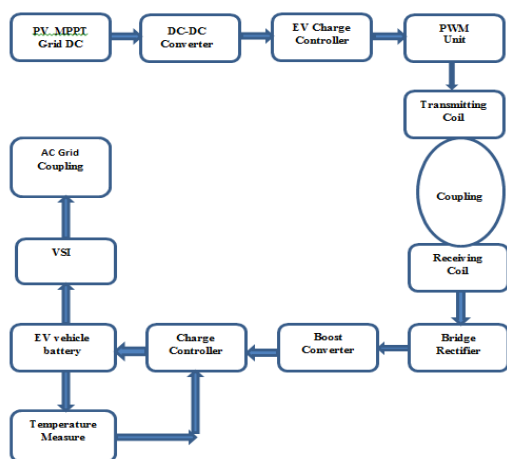 PV MPPT
Grid DC
DC-DC
Converter
EV Charge
Controller
PWM
Unit
Transmitting
Coil
AC Grid
Coupling
Coupling
VSI
Receiving
Coil
EV vehicle
battery
Charge
Controller
Boost
Converter
Bridge
Rectifier
Temperature
Measure